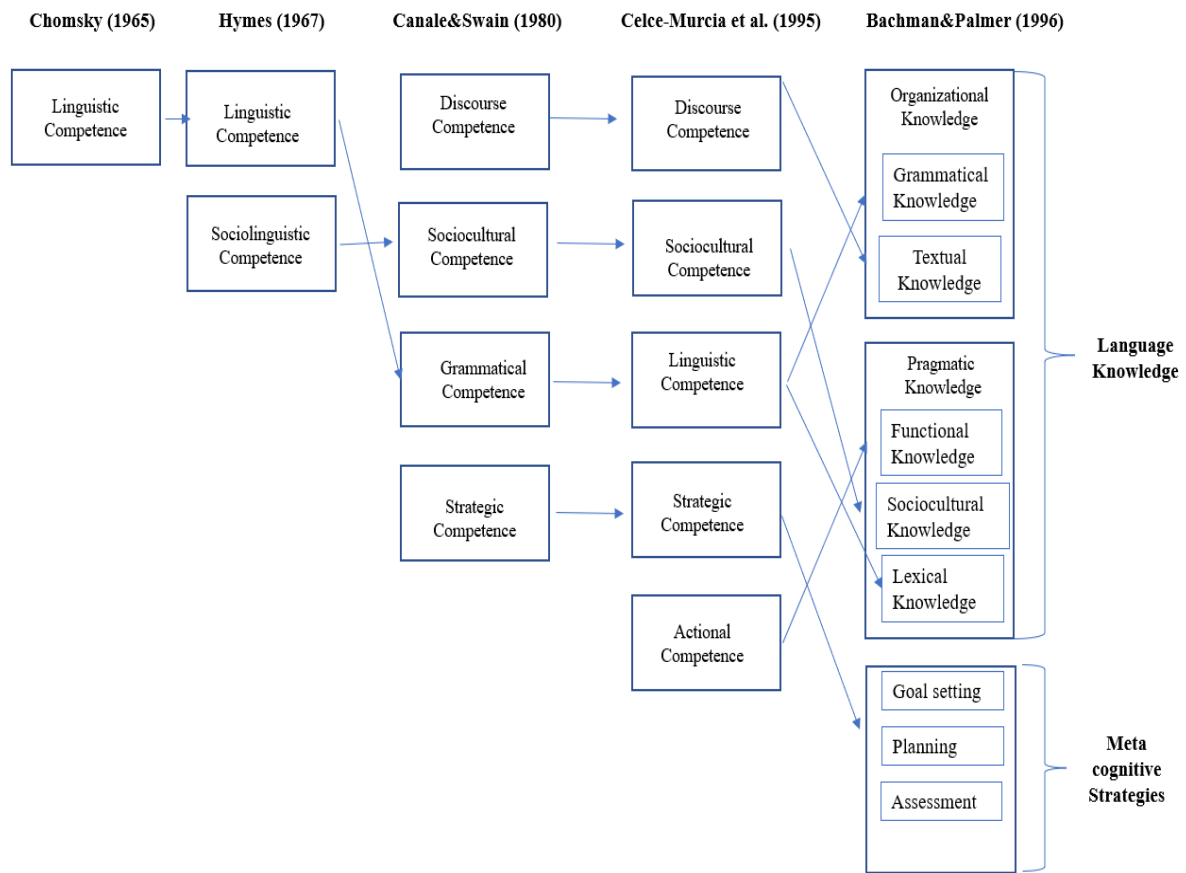 Chomsky (1965)
Hymes (1967)
Canale&Swain (1980)
Celce-Murcia et al. (1995)
Bachman&Palmer (1996)
Linguistic
Competence
Linguistic
Competence
Sociolinguistic
Competence
Discourse
Competence
Sociocultural
Competence
Grammatical
Competence
Strategic
Competence
Discourse
Competence
Sociocultural
Competence
Linguistic
Competence
Strategic
Competence
Actional
Competence
Organizational
Knowledge
Grammatical
Knowledge
Textual
Knowledge
Pragmatic
Knowledge
Functional
Knowledge
Sociocultural
Knowledge
Lexical
Knowledge
Goal setting
Planning
Assessment
Language
Knowledge
Meta
cognitive
Strategies